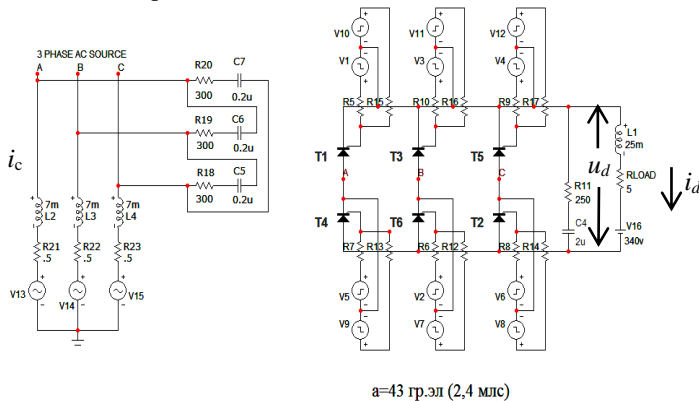 V10
V11
V12
3 PHASE AC SOURCE
A B C
R20
300
C7
0.2u
V1
V3
V4
R19
300
C6
0.2u
R5
R15
R10
R16
R9
R17
i_c
R18
300
C5
0.2u
T1
T3
T5
A
B
C
u_d
L1
25m
RLOAD
5
i_d
R11
250
C4
2u
V16
340v
7m
L2
7m
L3
7m
L4
T4
T6
T2
R7
R13
R6
R12
R8
R14
R21
.5
R22
.5
R23
.5
V13
V14
V15
V5
V2
V6
V9
V7
V8
a=43 гр.эл (2,4 млс)